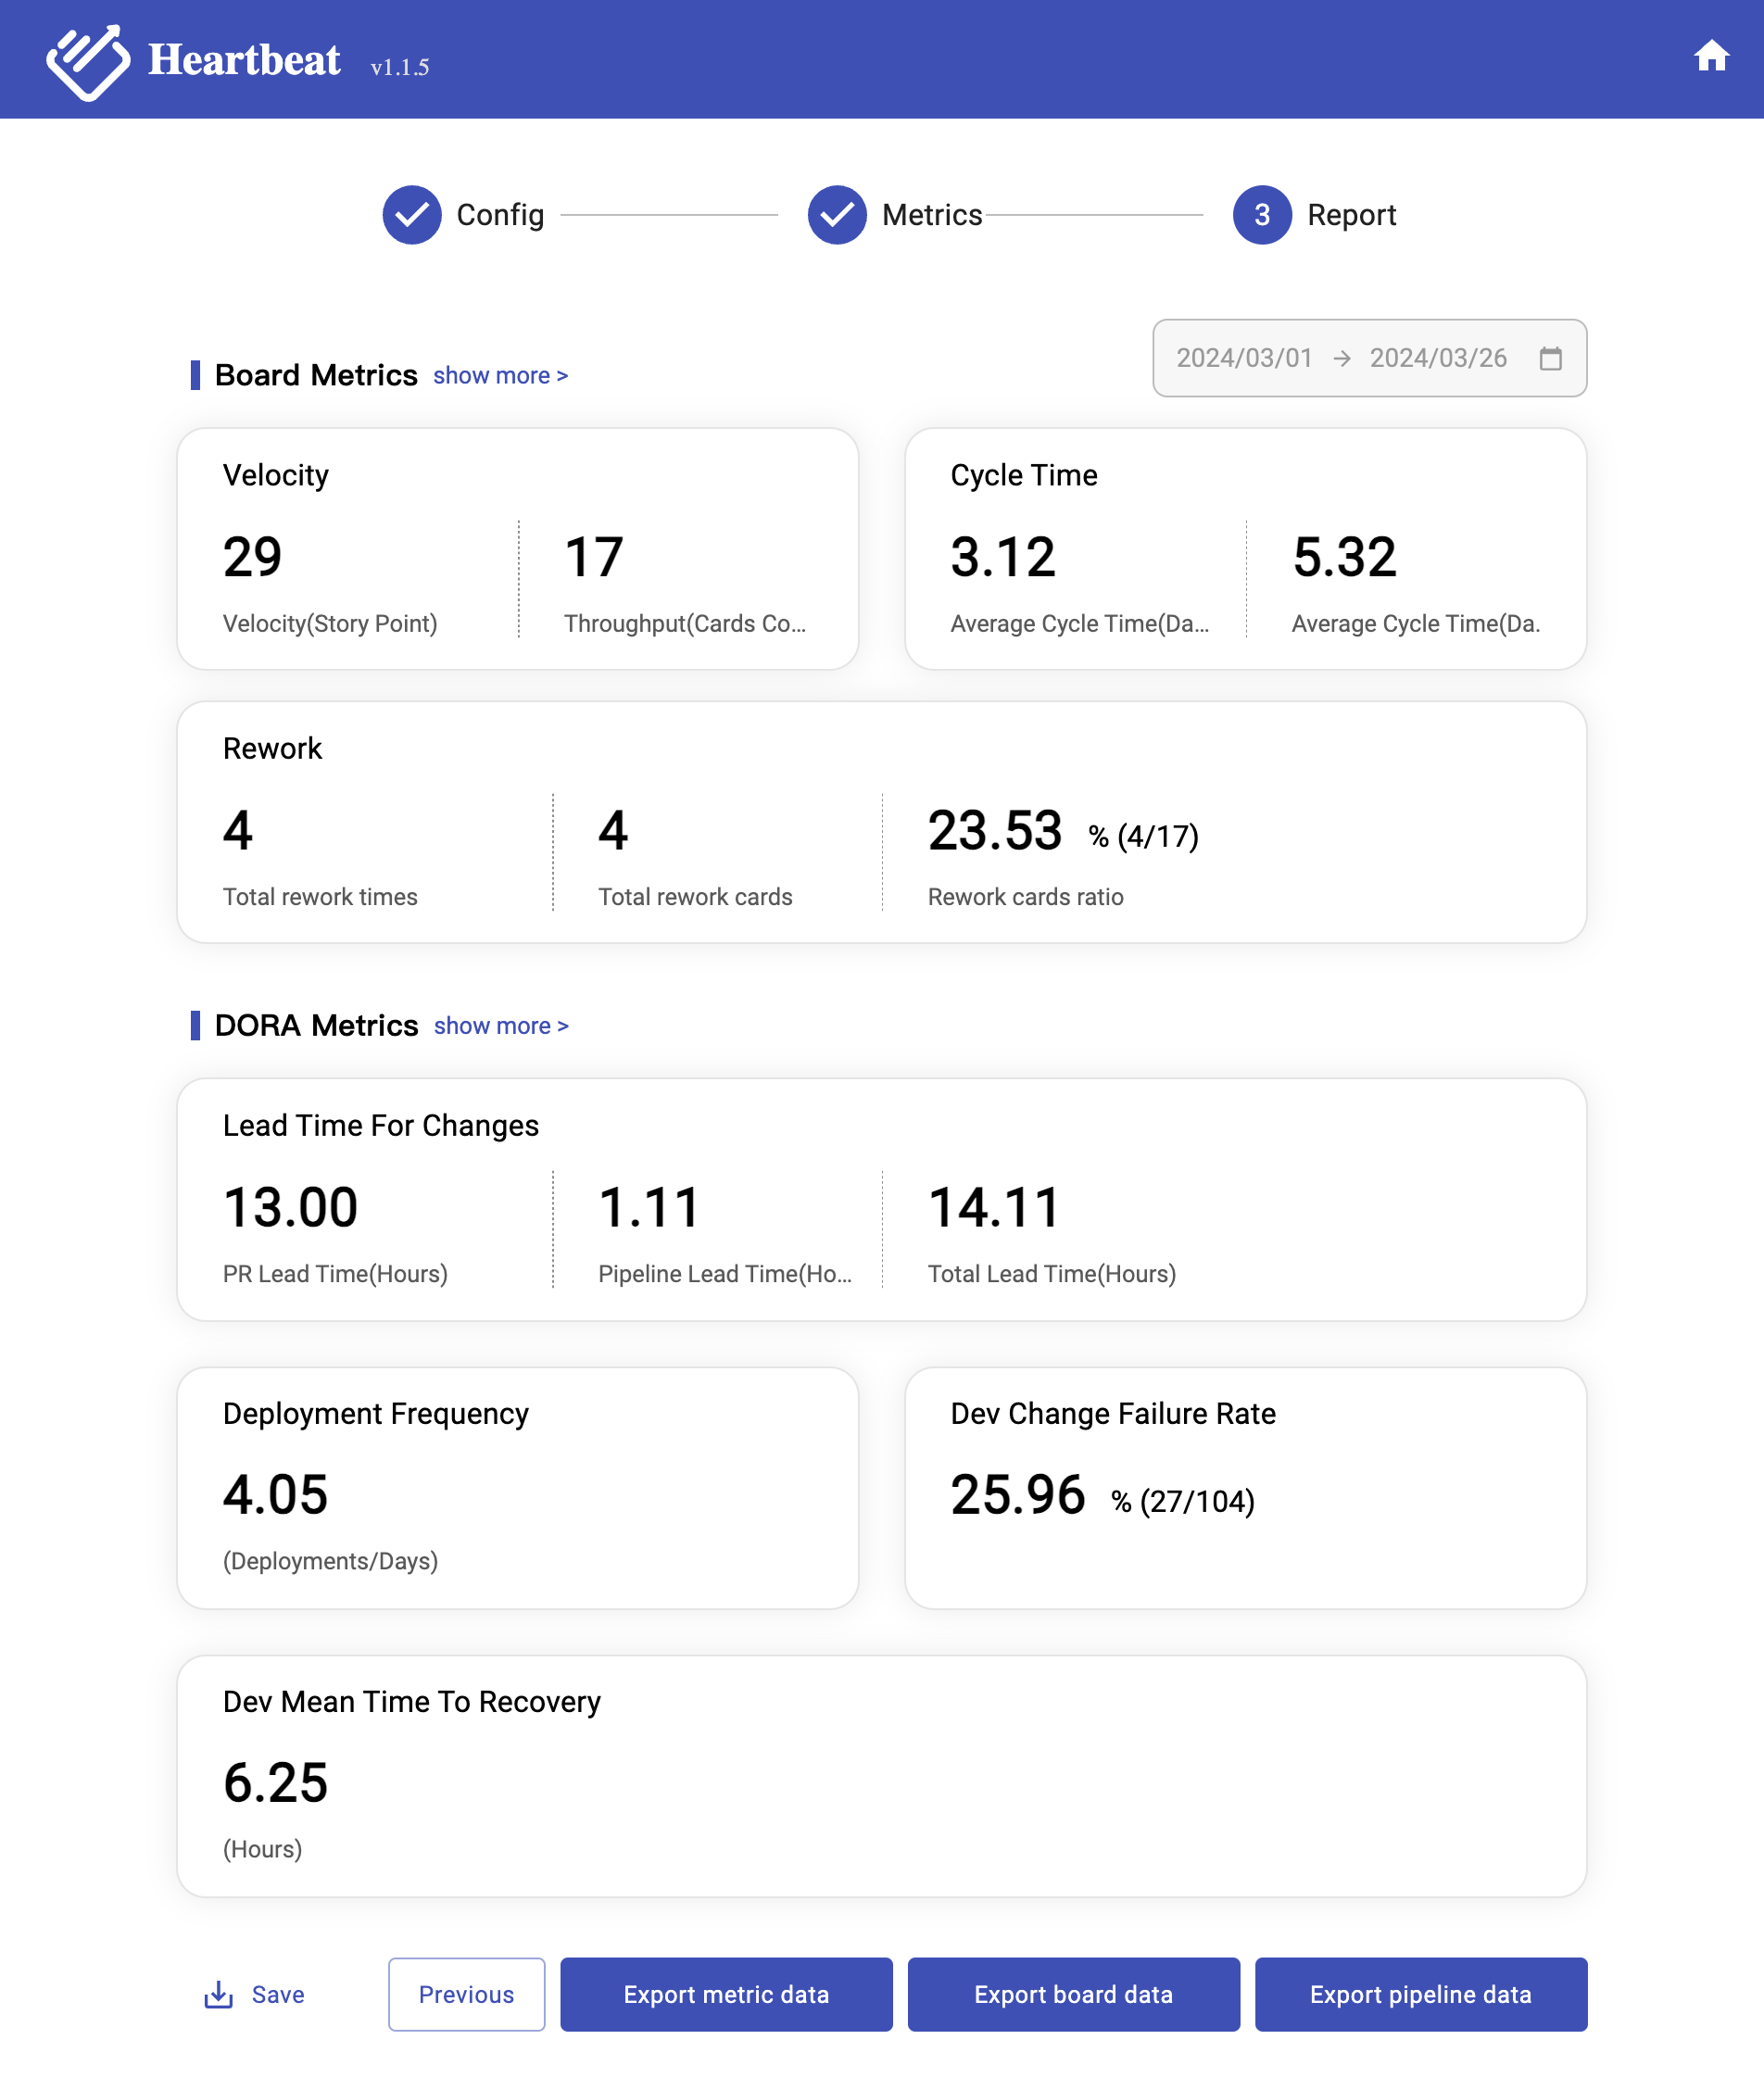 Heartbeat v1.1.5
Config
Metrics
3 Report
2024/03/01 → 2024/03/26
Board Metrics show more >
Velocity
29
Velocity(Story Point)
17
Throughput(Cards Co...
Cycle Time
3.12
Average Cycle Time(Da...
5.32
Average Cycle Time(Da.
Rework
4
Total rework times
4
Total rework cards
23.53 % (4/17)
Rework cards ratio
DORA Metrics show more >
Lead Time For Changes
13.00
PR Lead Time(Hours)
1.11
Pipeline Lead Time(Ho...
14.11
Total Lead Time(Hours)
Deployment Frequency
4.05
(Deployments/Days)
Dev Change Failure Rate
25.96 % (27/104)
Dev Mean Time To Recovery
6.25
(Hours)
Save
Previous
Export metric data
Export board data
Export pipeline data